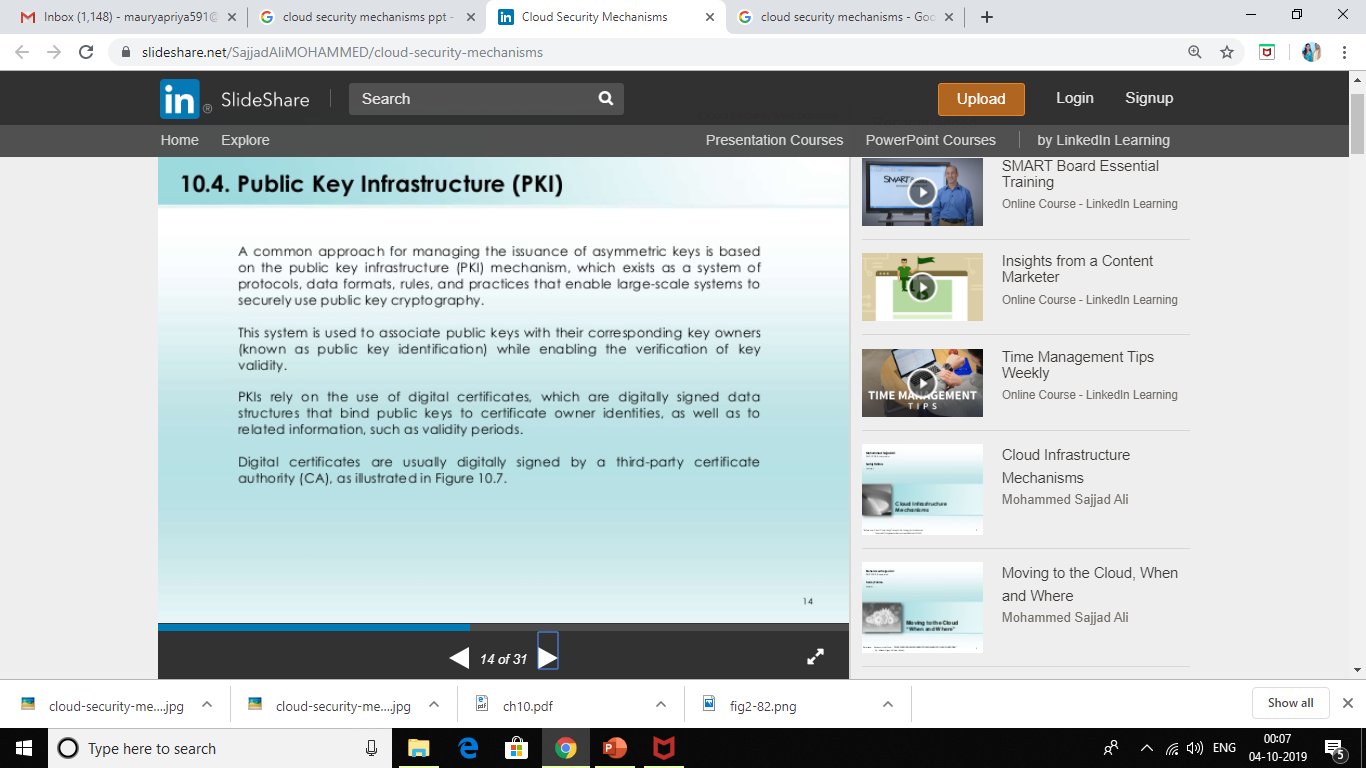 Inbox (1,148) - mauryapriya591@
cloud security mechanisms ppt -
Cloud Security Mechanisms
cloud security mechanisms - Goo
slideshare.net/SajjadAliMOHAMMED/cloud-security-mechanisms
in ® SlideShare
Search
Upload
Login
Signup
Home
Explore
Presentation Courses
PowerPoint Courses
by LinkedIn Learning
10.4. Public Key Infrastructure (PKI)
A common approach for managing the issuance of asymmetric keys is based
on the public key infrastructure (PKI) mechanism, which exists as a system of
protocols, data formats, rules, and practices that enable large-scale systems to
securely use public key cryptography.
This system is used to associate public keys with their corresponding key owners
(known as public key identification) while enabling the verification of key
validity.
PKIs rely on the use of digital certificates, which are digitally signed data
structures that bind public keys to certificate owner identities, as well as to
related information, such as validity periods.
Digital certificates are usually digitally signed by a third-party certificate
authority (CA), as illustrated in Figure 10.7.
14
14 of 31
SMART Board Essential
Training
Online Course - LinkedIn Learning
Insights from a Content
Marketer
Online Course - LinkedIn Learning
TIME MANAGEMENT
TIPS
Time Management Tips
Weekly
Online Course - LinkedIn Learning
Cloud Infrastructure
Mechanisms
Cloud Infrastructure
Mechanisms
Mohammed Sajjad Ali
Moving to the Cloud
"When and Where"
Moving to the Cloud, When
and Where
Mohammed Sajjad Ali
cloud-security-me....jpg
cloud-security-me....jpg
ch10.pdf
fig2-82.png
Show all
Type here to search
ENG
00:07
04-10-2019
5